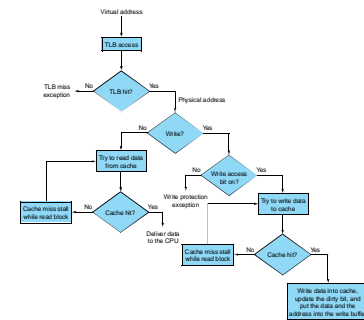 Virtual address
TLB access
TLB miss
exception
No
TLB hit?
Yes
Physical address
No
Write?
Yes
Try to read data
from cache
No
Write access
bit on?
Yes
Write protection
exception
Try to write data
to cache
Cache miss stall
while read block
No
Cache hit?
Yes
Deliver data
to the CPU
Cache miss stall
while read block
No
Cache hit?
Yes
Write data into cache,
update the dirty bit, and
put the data and the
address into the write buffe